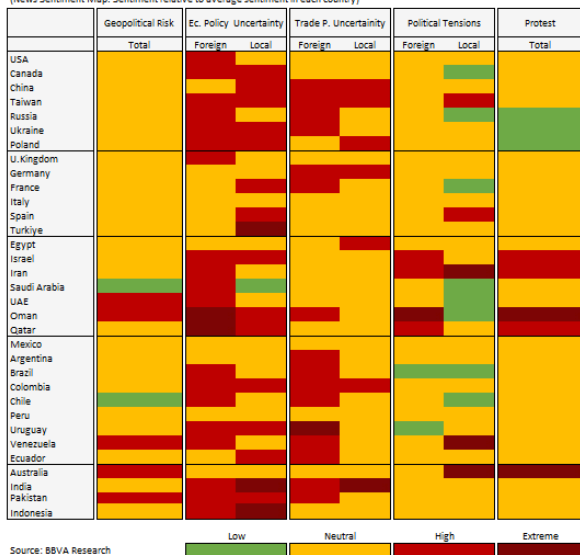 (News Sentiment Map: Sentiment relative to average sentiment in each country)
Geopolitical Risk Ec. Policy Uncertainty Trade P. Uncertainty Political Tensions Protest
Total Foreign Local Foreign Local Foreign Local Total
USA
Canada
China
Taiwan
Russia
Ukraine
Poland
U.Kingdom
Germany
France
Italy
Spain
Turkiye
Egypt
Israel
Iran
Saudi Arabia
UAE
Oman
Qatar
Mexico
Argentina
Brazil
Colombia
Chile
Peru
Uruguay
Venezuela
Ecuador
Australia
India
Pakistan
Indonesia
Low Neutral High Extreme
Source: BBVA Research